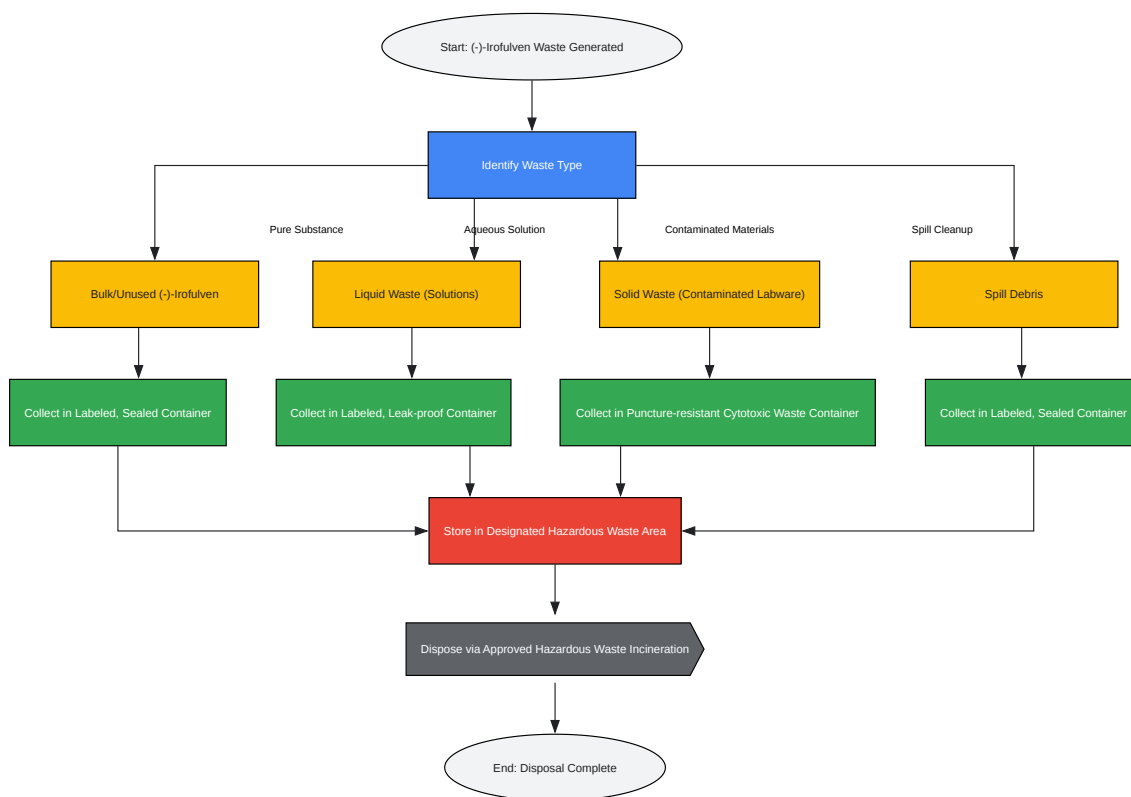 Start: (-)-Irofulven Waste Generated
Identify Waste Type
Pure Substance
Aqueous Solution
Contaminated Materials
Spill Cleanup
Bulk/Unused (-)-Irofulven
Liquid Waste (Solutions)
Solid Waste (Contaminated Labware)
Spill Debris
Collect in Labeled, Sealed Container
Collect in Labeled, Leak-proof Container
Collect in Puncture-resistant Cytotoxic Waste Container
Collect in Labeled, Sealed Container
Store in Designated Hazardous Waste Area
Dispose via Approved Hazardous Waste Incineration
End: Disposal Complete